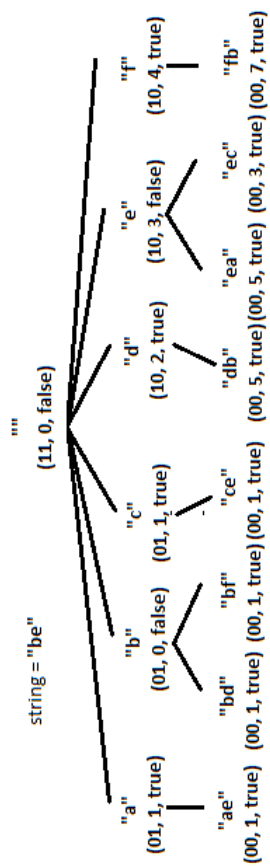 ""
string = "be"
(11, 0, false)
"a" "b" "c" "d" "e" "f"
(01, 1, true) (01, 0, false) (01, 1, true) (10, 2, true) (10, 3, false) (10, 4, true)
"ae" "bd" "bf" "ce" "db" "ea" "ec" "fb"
(00, 1, true) (00, 1, true) (00, 1, true) (00, 1, true) (00, 5, true)(00, 5, true) (00, 3, true) (00, 7, true)